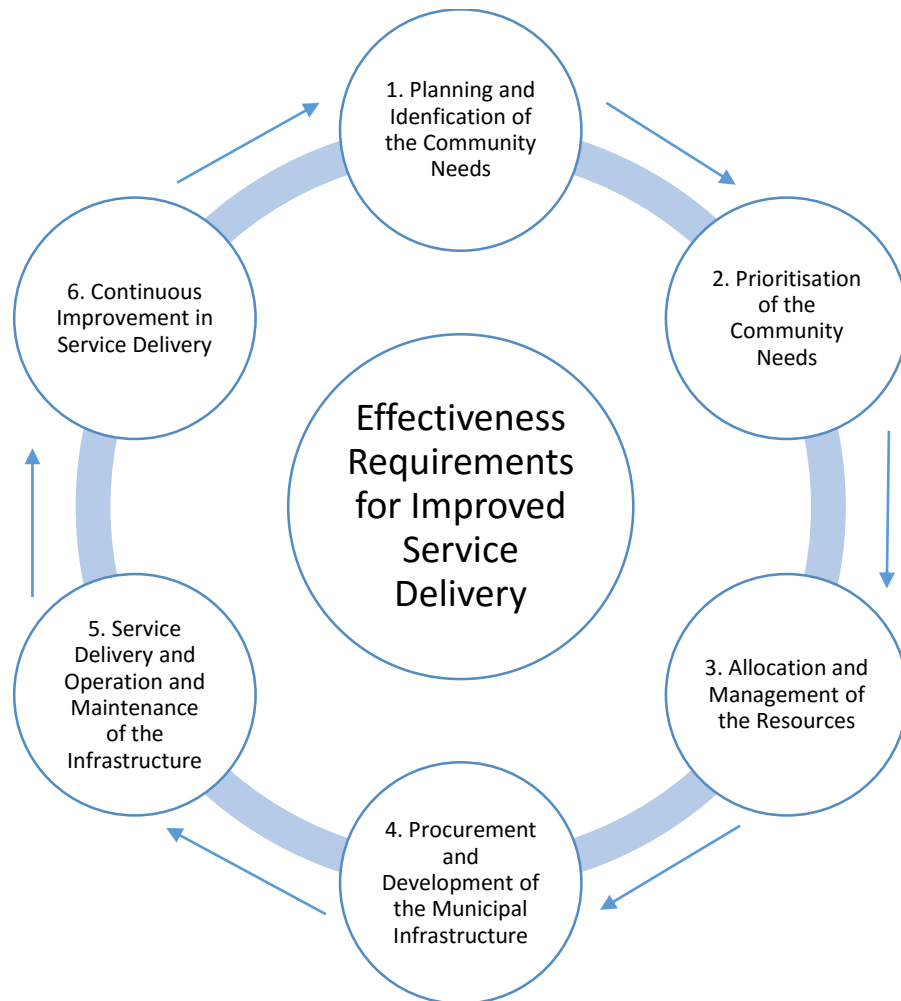 1. Planning and
Idenfication of
the Community
Needs
2. Prioritisation
of the
Community
Needs
6. Continuous
Improvement in
Service Delivery
Effectiveness
Requirements
for Improved
Service
Delivery
5. Service
Delivery and
Operation and
Maintenance
of the
Infrastructure
3. Allocation and
Management of
the Resources
4. Procurement
and
Development of
the Municipal
Infrastructure